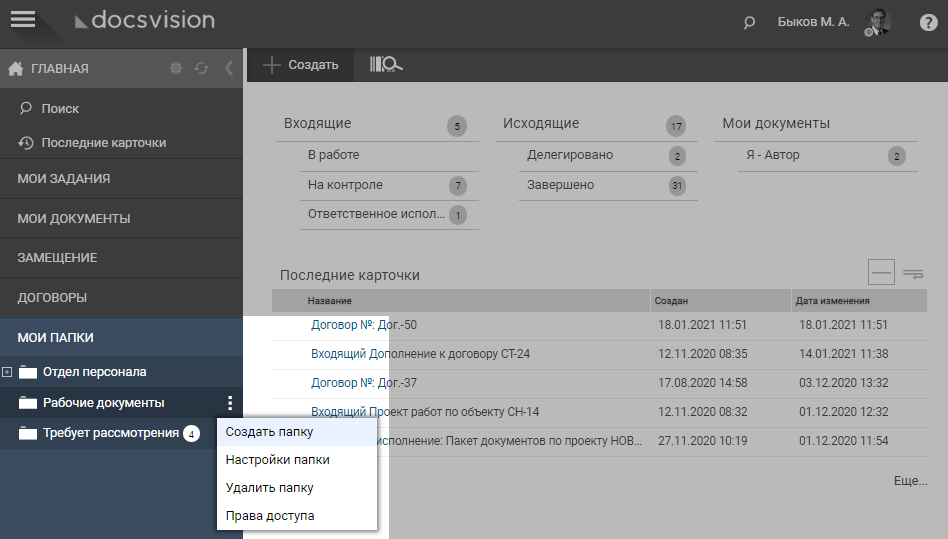 docsvision
Быков М. А.
?
ГЛАВНАЯ
Создать
Поиск
Последние карточки
МОИ ЗАДАНИЯ
МОИ ДОКУМЕНТЫ
ЗАМЕЩЕНИЕ
ДОГОВОРЫ
МОИ ПАПКИ
Отдел персонала
Рабочие документы
Требует рассмотрения 4
Создать папку
Настройки папки
Удалить папку
Права доступа
Входящие 5
В работе
На контроле 7
Ответственное испол... 1
Исходящие 17
Делегировано 2
Завершено 31
Мои документы
Я - Автор 2
Последние карточки
Название Создан Дата изменения
Договор №: Дог.-50 18.01.2021 11:51 18.01.2021 11:51
Входящий Дополнение к договору СТ-24 12.11.2020 08:35 14.01.2021 11:38
Договор №: Дог.-37 17.08.2020 14:58 03.12.2020 13:32
Входящий Проект работ по объекту СН-14 12.11.2020 08:32 01.12.2020 12:32
исполнение: Пакет документов по проекту НОВ... 27.11.2020 10:19 01.12.2020 11:54
Еще...